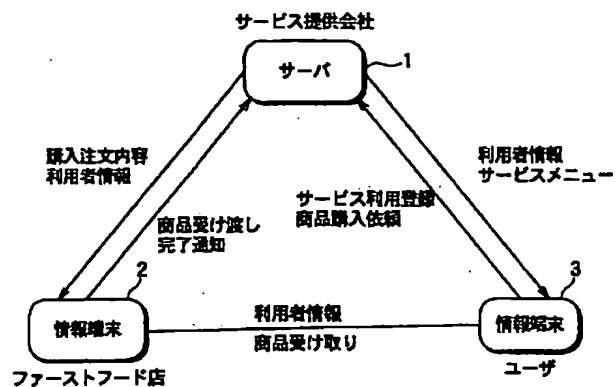 サービス提供会社
サーバ
1
購入注文内容
利用者情報
利用者情報
サービスメニュー
サービス利用登録
商品購入依頼
商品受け渡し
完了通知
2
3
情報端末
利用者情報
情報端末
商品受け取り
ファーストフード店
ユーザ